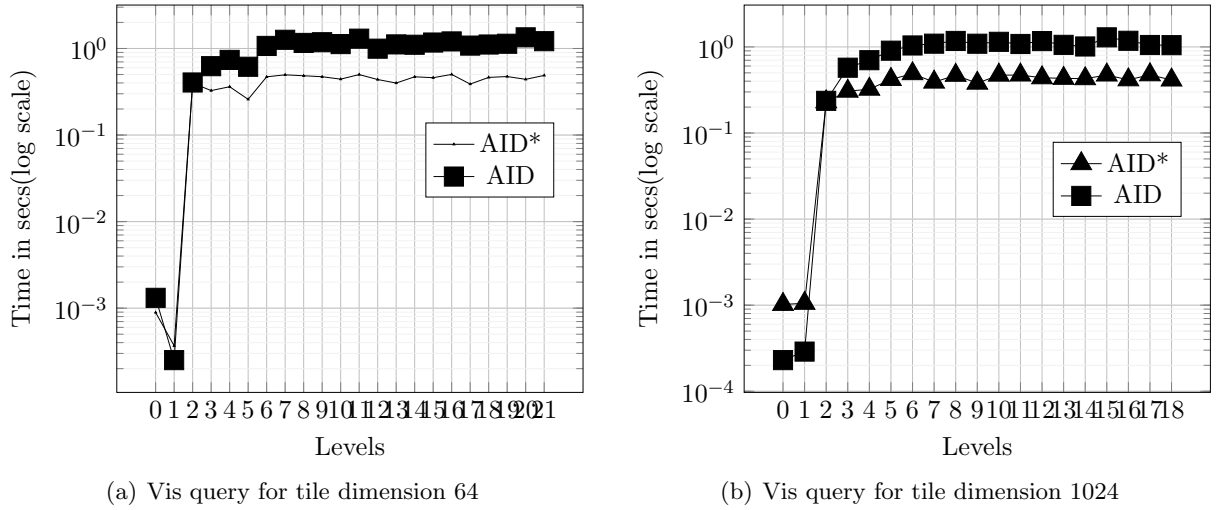 10^0
10^−1
10^−2
10^−3
Time in secs(log scale)
AID*
AID
0 1 2 3 4 5 6 7 8 9 10 11 12 13 14 15 16 17 18 19 20 21
Levels
(a) Vis query for tile dimension 64
10^0
10^−1
10^−2
10^−3
10^−4
Time in secs(log scale)
AID*
AID
0 1 2 3 4 5 6 7 8 9 10 11 12 13 14 15 16 17 18
Levels
(b) Vis query for tile dimension 1024